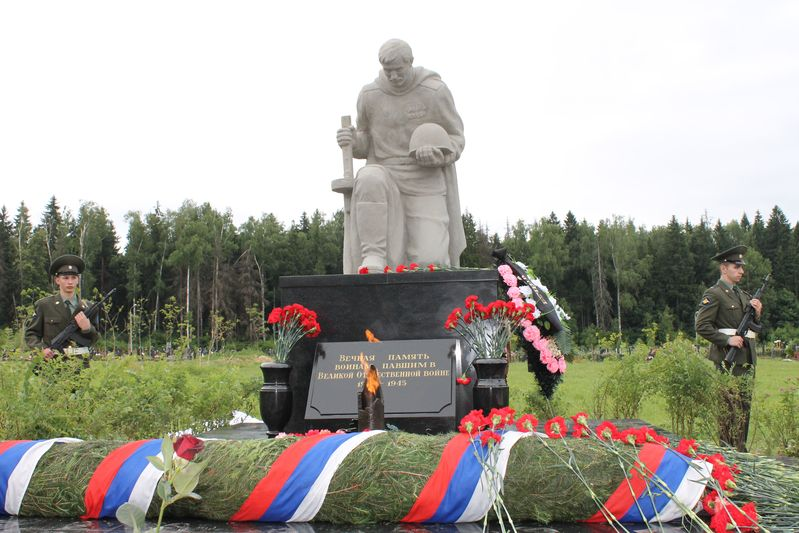 Вечная память
воинам павшим в
Великой Отечественной войне
1945